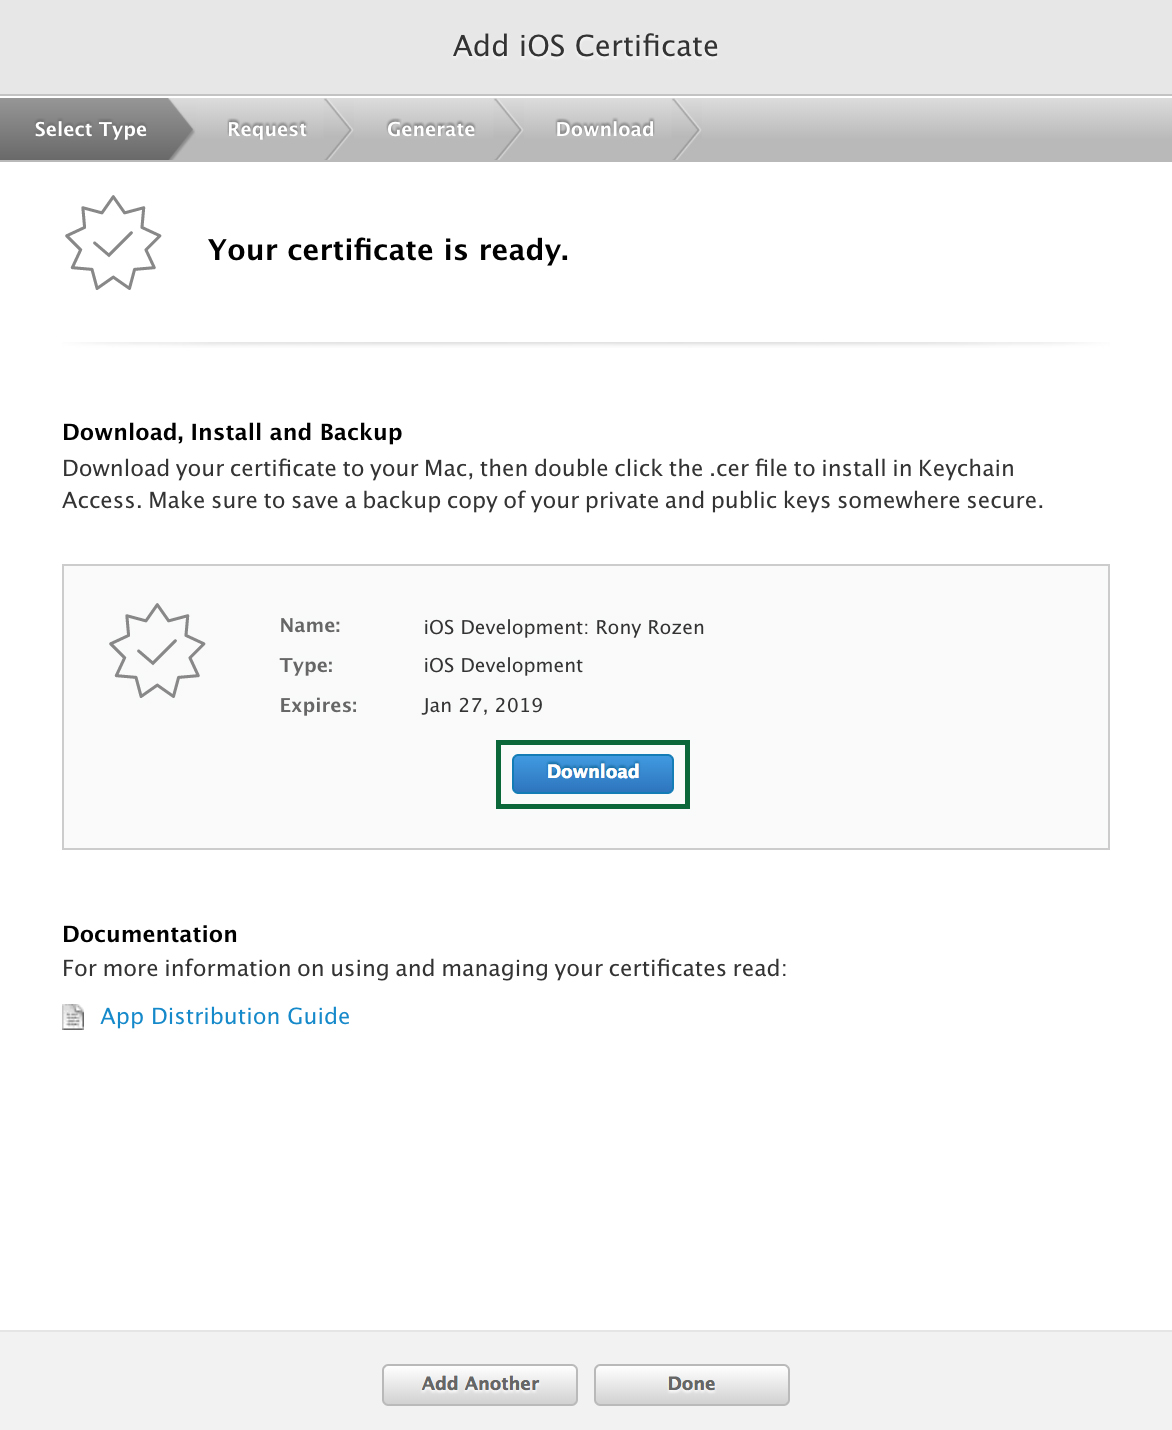 Add iOS Certificate
Select Type
Request
Generate
Download
Your certificate is ready.
Download, Install and Backup
Download your certificate to your Mac, then double click the .cer file to install in Keychain
Access. Make sure to save a backup copy of your private and public keys somewhere secure.
Name: iOS Development: Rony Rozen
Type: iOS Development
Expires: Jan 27, 2019
Download
Documentation
For more information on using and managing your certificates read:
App Distribution Guide
Add Another
Done